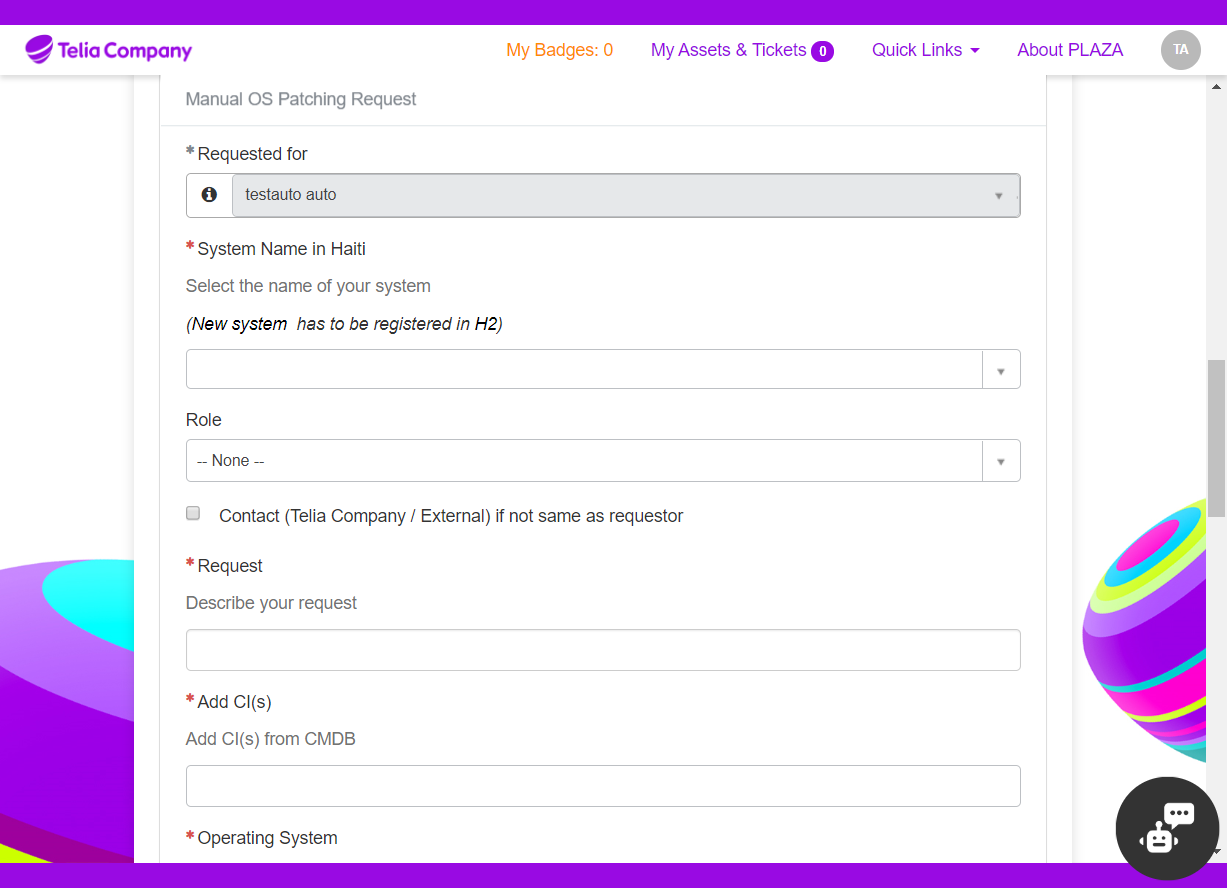 Telia Company
My Badges: 0
My Assets & Tickets 0
Quick Links
About PLAZA
TA
Manual OS Patching Request
* Requested for
testauto auto
* System Name in Haiti
Select the name of your system
(New system has to be registered in H2)
Role
-- None --
Contact (Telia Company / External) if not same as requestor
* Request
Describe your request
* Add CI(s)
Add CI(s) from CMDB
* Operating System